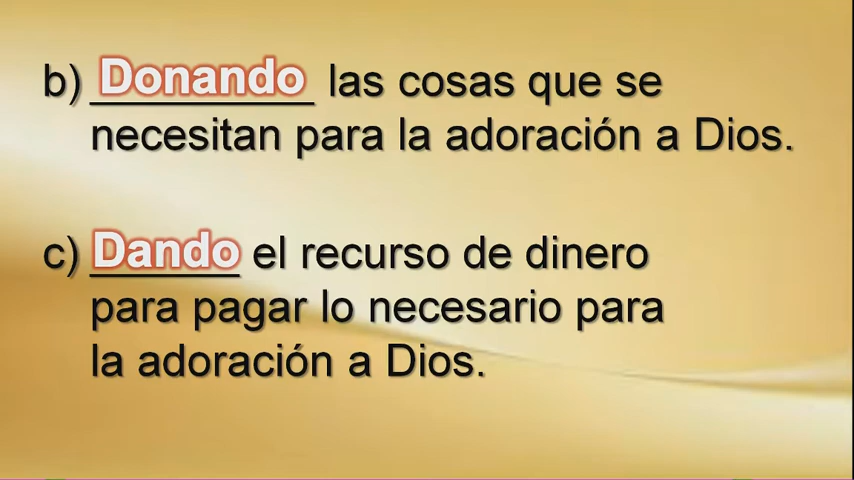 b) Donando las cosas que se
necesitan para la adoración a Dios.
c) Dando el recurso de dinero
para pagar lo necesario para
la adoración a Dios.